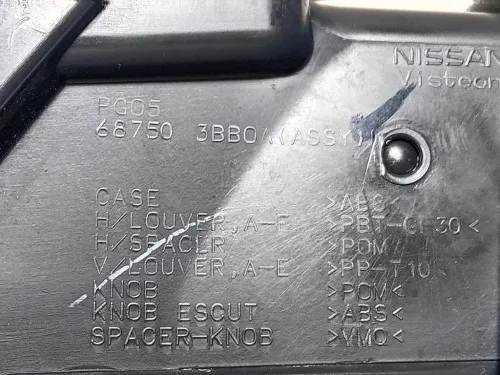 NISSAN
Visteon
PG05
68750 3BB0A(ASSY)
CASE >ABS<
H/LOUVER,A-F >PBT-GF30<
H/SPACER >POM<
V/LOUVER,A-E >PP-T10<
KNOB >POM<
KNOB ESCUT >ABS<
SPACER-KNOB >VMQ<